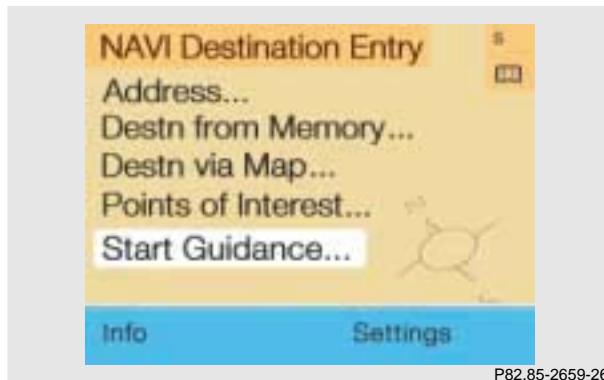 NAVI Destination Entry
S
Address...
Destn from Memory...
Destn via Map...
Points of Interest...
Start Guidance...
Info Settings
P82.85-2659-26